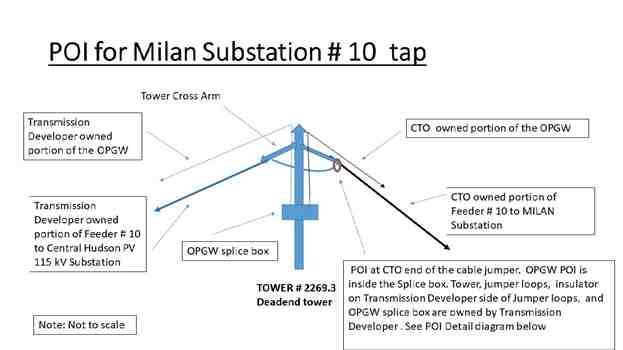 POI for Milan Substation # 10 tap
Tower Cross Arm
Transmission
Developer owned
portion of the OPGW
CTO owned portion of the OPGW
Transmission
Developer owned
portion of Feeder # 10
to Central Hudson PV
115 kV Substation
CTO owned portion of
Feeder # 10 to MILAN
Substation
OPGW splice box
TOWER # 2269.3
Deadend tower
POI at CTO end of the cable jumper. OPGW POI is
inside the Splice box. Tower, jumper loops, insulator
on Transmission Developer side of Jumper loops, and
OPGW splice box are owned by Transmission
Developer . See POI Detail diagram below
Note: Not to scale